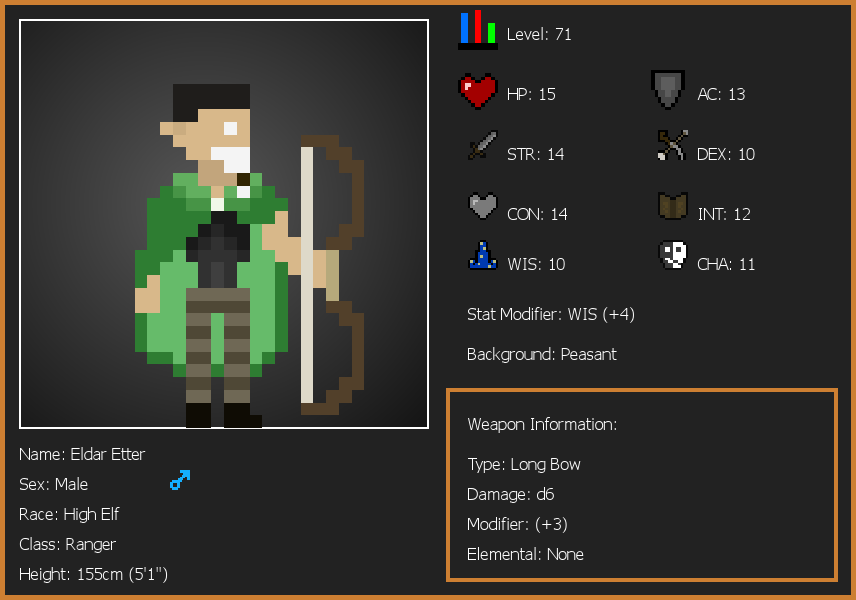 Level: 71
HP: 15
AC: 13
STR: 14
DEX: 10
CON: 14
INT: 12
WIS: 10
CHA: 11
Stat Modifier: WIS (+4)
Background: Peasant
Weapon Information:
Type: Long Bow
Damage: d6
Modifier: (+3)
Elemental: None
Name: Eldar Etter
Sex: Male
Race: High Elf
Class: Ranger
Height: 155cm (5'1")